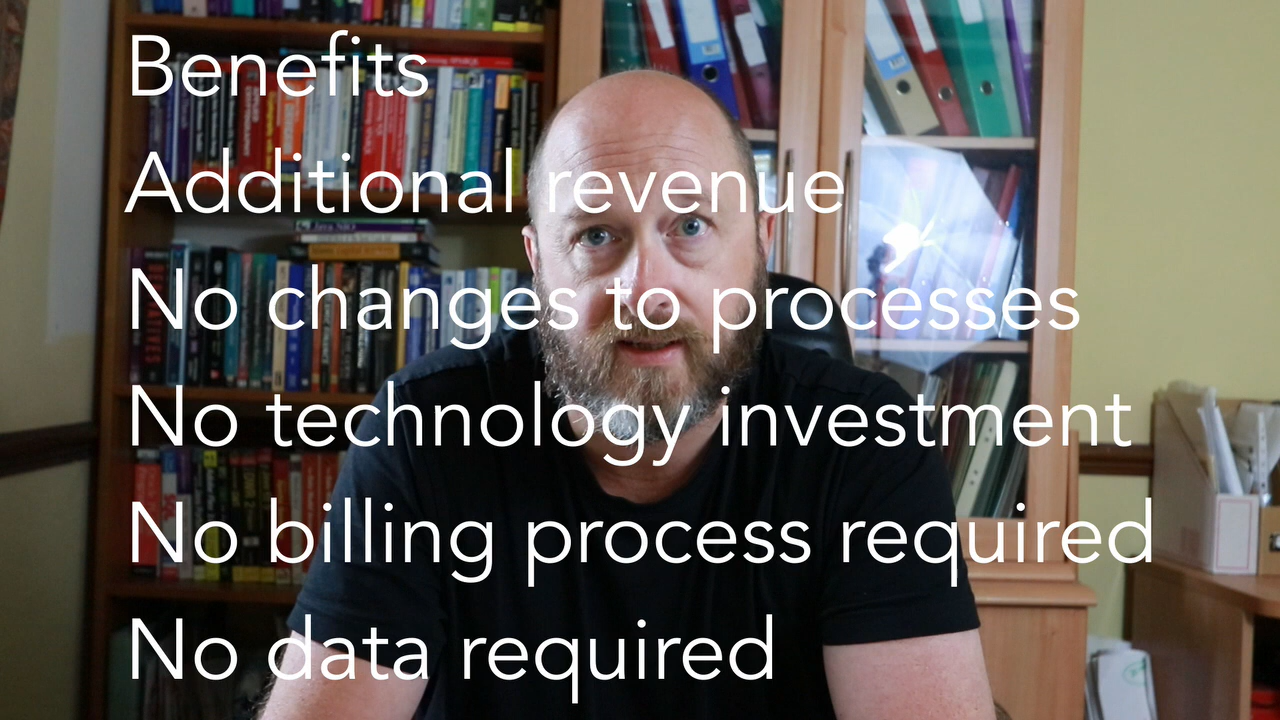 Benefits
Additional revenue
No changes to processes
No technology investment
No billing process required
No data required